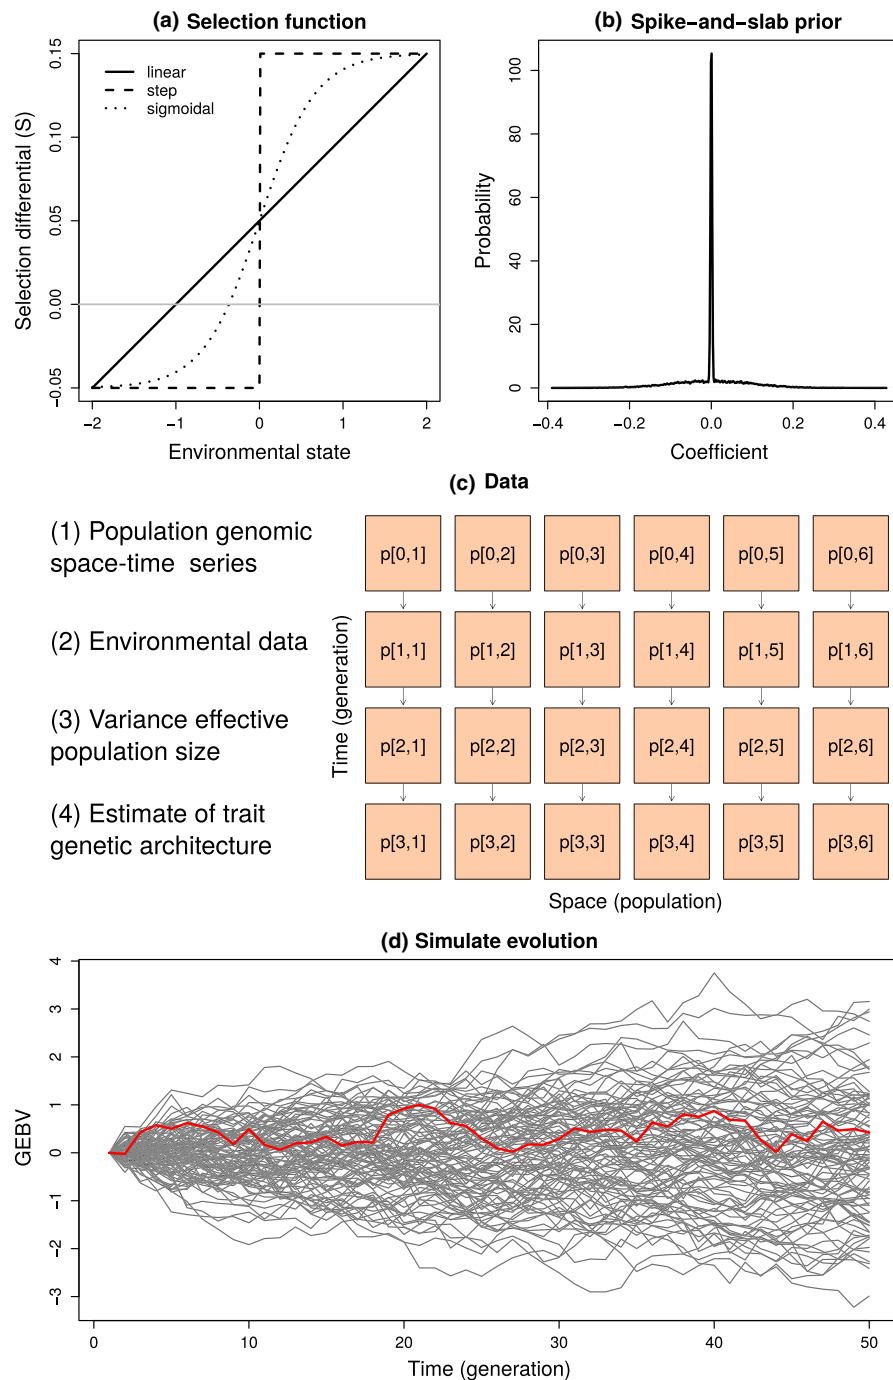 (a) Selection function
0.15
0.10
0.05
0.00
−0.05
Selection differential (S)
linear
step
sigmoidal
−2 −1 0 1 2
Environmental state
(b) Spike−and−slab prior
100
80
60
40
20
0
Probability
−0.4 −0.2 0.0 0.2 0.4
Coefficient
(c) Data
(1) Population genomic
space-time series
(2) Environmental data
(3) Variance effective
population size
(4) Estimate of trait
genetic architecture
Time (generation)
p[0,1] p[0,2] p[0,3] p[0,4] p[0,5] p[0,6]
p[1,1] p[1,2] p[1,3] p[1,4] p[1,5] p[1,6]
p[2,1] p[2,2] p[2,3] p[2,4] p[2,5] p[2,6]
p[3,1] p[3,2] p[3,3] p[3,4] p[3,5] p[3,6]
Space (population)
(d) Simulate evolution
4
3
2
1
0
−1
−2
−3
GEBV
0 10 20 30 40 50
Time (generation)